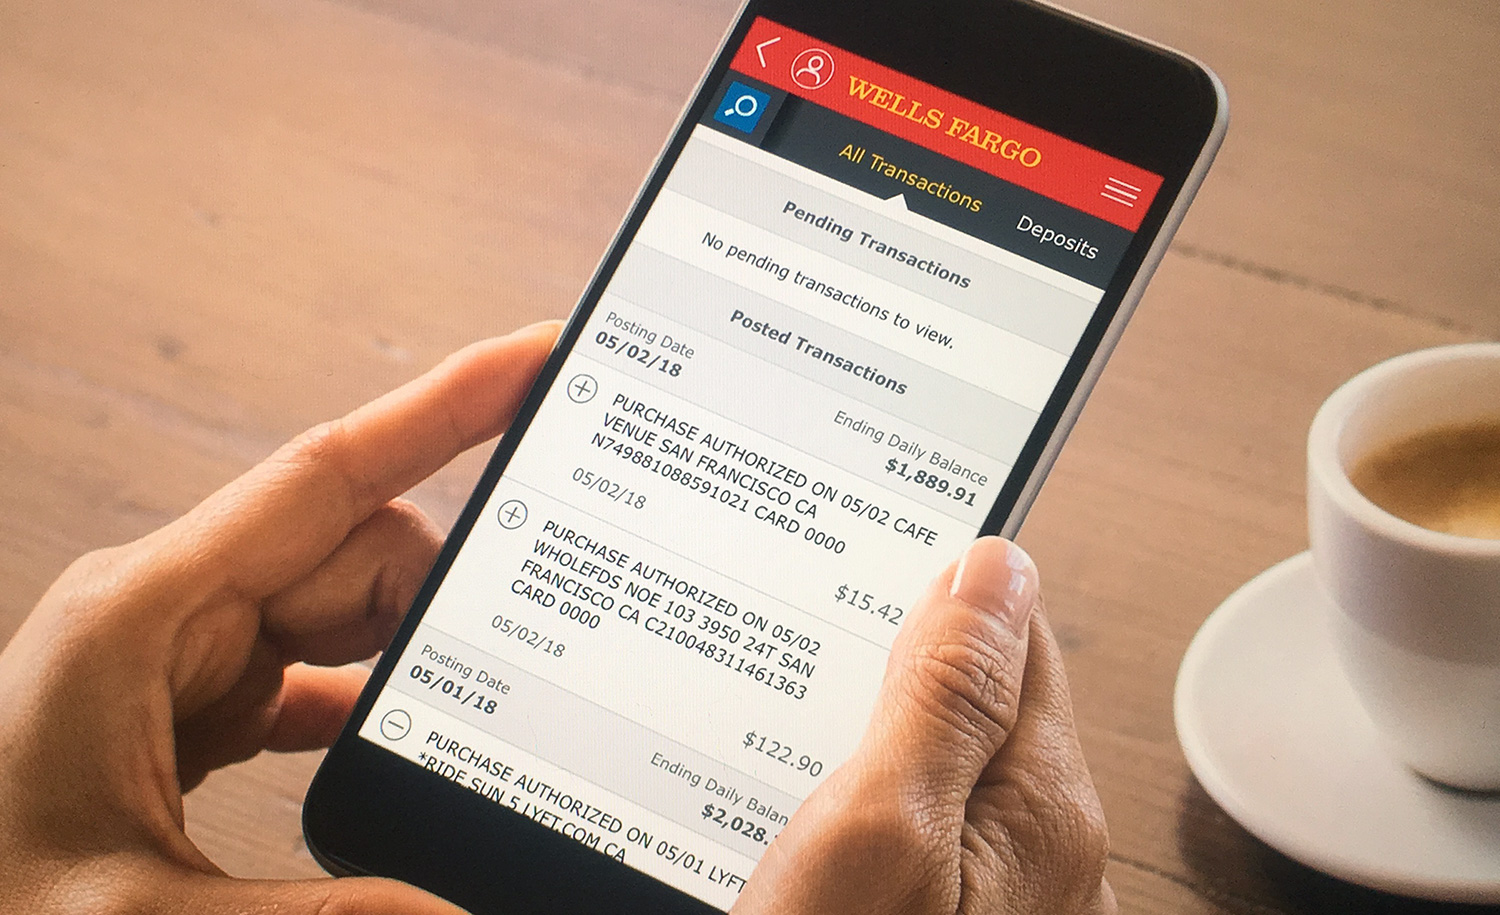 WELLS FARGO
All Transactions
Deposits
Pending Transactions
No pending transactions to view.
Posted Transactions
Posting Date
05/02/18
Ending Daily Balance
$1,889.91
PURCHASE AUTHORIZED ON 05/02 CAFE
VENUE SAN FRANCISCO CA
N749881088591021 CARD 0000
05/02/18
$15.42
PURCHASE AUTHORIZED ON 05/02
WHOLEFDS NOE 103 3950 24T SAN
FRANCISCO CA C210048311461363
CARD 0000
05/02/18
$122.90
Posting Date
05/01/18
Ending Daily Balan
$2,028.
PURCHASE AUTHORIZED ON 05/01 LYFT
*RIDE SUN 5 LYFT.COM CA